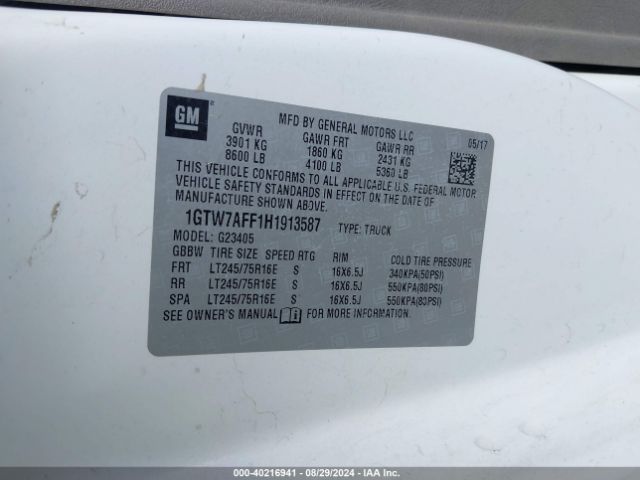 GM
MFD BY GENERAL MOTORS LLC
05/17
GVWR GAWR FRT GAWR RR
3901 KG 1860 KG 2431 KG
8600 LB 4100 LB 5360 LB
THIS VEHICLE CONFORMS TO ALL APPLICABLE U.S. FEDERAL MOTOR
VEHICLE SAFETY STANDARDS IN EFFECT ON THE DATE OF
MANUFACTURE SHOWN ABOVE.
1GTW7AFF1H1913587 TYPE: TRUCK
MODEL: G23405
GBBW TIRE SIZE SPEED RTG RIM COLD TIRE PRESSURE
FRT LT245/75R16E S 16X6.5J 340KPA(50PSI)
RR LT245/75R16E S 16X6.5J 550KPA(80PSI)
SPA LT245/75R16E S 16X6.5J 550KPA(80PSI)
SEE OWNER'S MANUAL FOR MORE INFORMATION.
000-40216941 - 08/29/2024 - IAA Inc.